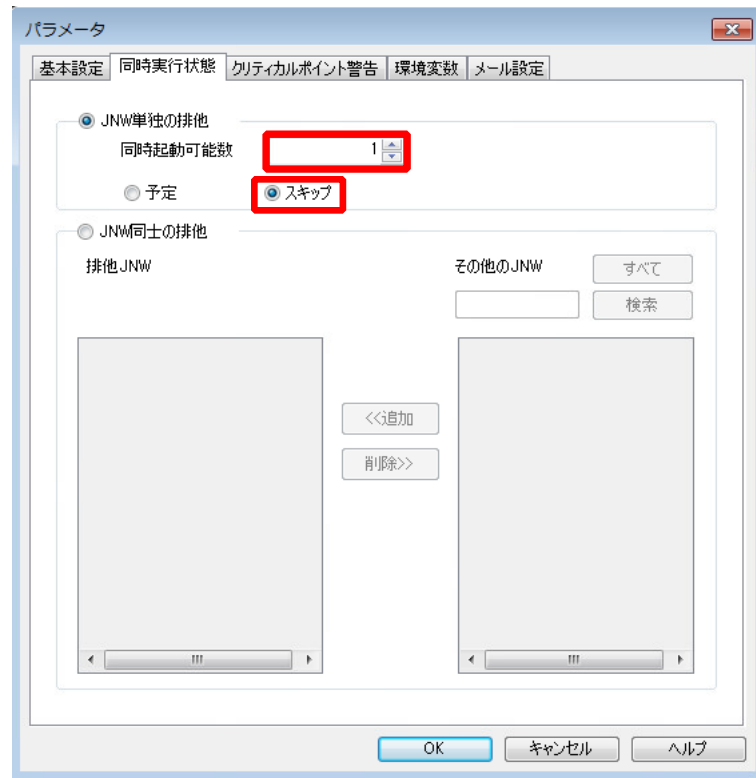 パラメータ
基本設定 同時実行状態 クリティカルポイント警告 環境変数 メール設定
JNW単独の排他
同時起動可能数 1
予定 スキップ
JNW同士の排他
排他JNW その他のJNW すべて
検索
<<追加
削除>>
OK キャンセル ヘルプ